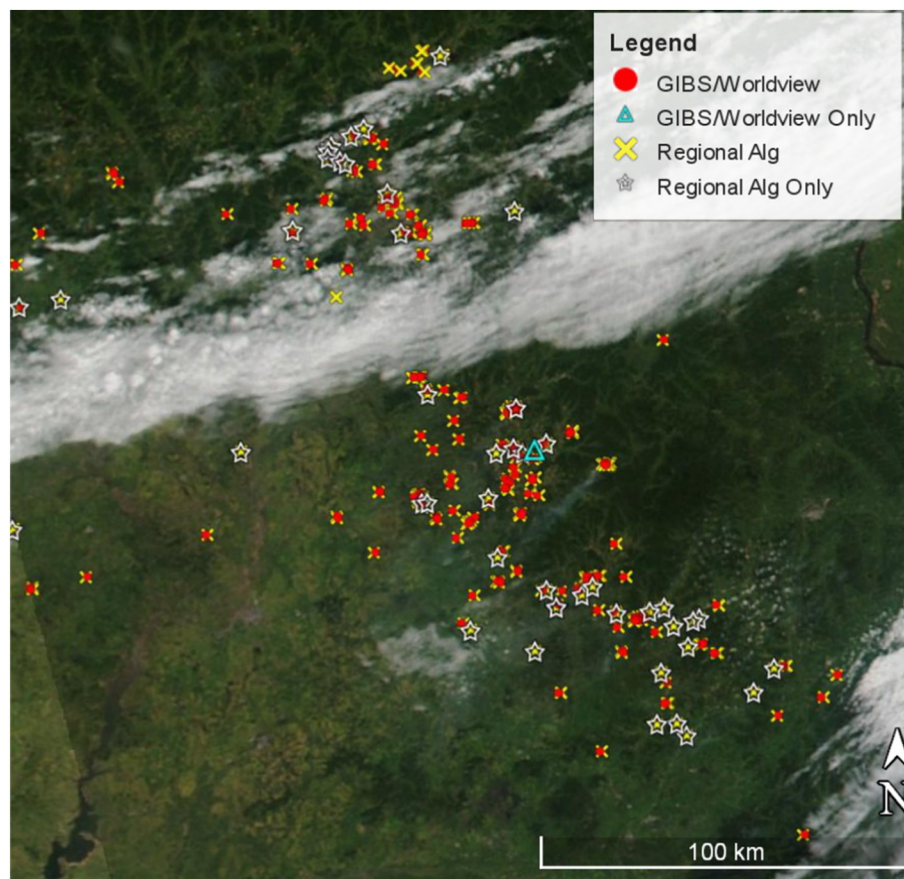 Legend
GIBS/Worldview
GIBS/Worldview Only
Regional Alg
Regional Alg Only
N
100 km